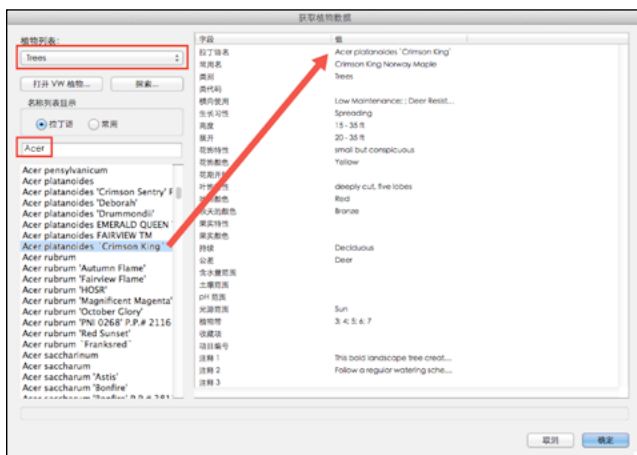 获取植物数据
植物列表:
Trees
打开 VW 植物... 探索...
名称列表显示
拉丁语 常用
Acer
Acer pensylvanicum
Acer platanoides
Acer platanoides 'Crimson Sentry' F
Acer platanoides 'Deborah'
Acer platanoides 'Drummondii'
Acer platanoides EMERALD QUEEN
Acer platanoides FAIRVIEW TM
Acer platanoides `Crimson King`
Acer rubrum
Acer rubrum 'Autumn Flame'
Acer rubrum 'Fairview Flame'
Acer rubrum 'HOSR'
Acer rubrum 'Magnificent Magenta'
Acer rubrum 'October Glory'
Acer rubrum 'PNI 0268' P.P.# 2116
Acer rubrum 'Red Sunset'
Acer rubrum `Franksred`
Acer saccharinum
Acer saccharum
Acer saccharum 'Astis'
Acer saccharum 'Bonfire'
Acer saccharum 'Bonfire' P.P.# 381
字段 值
拉丁语名 Acer platanoides `Crimson King`
常用名 Crimson King Norway Maple
类别 Trees
类代码
横向使用 Low Maintenance; ; Deer Resist...
生长习性 Spreading
高度 15 - 35 ft
展开 20 - 35 ft
花饰特性 small but conspicuous
花饰颜色 Yellow
花期开
叶饰 性 deeply cut, five lobes
颜色 Red
秋天的颜色 Bronze
果实特性
果实颜色
持续 Deciduous
公差 Deer
含水量范围
土壤范围
pH 范围
光源范围 Sun
植物带 3; 4; 5; 6; 7
收藏项
项目编号
注释 1 This bold landscape tree creat....
注释 2 Follow a regular watering sche....
注释 3
取消 确定